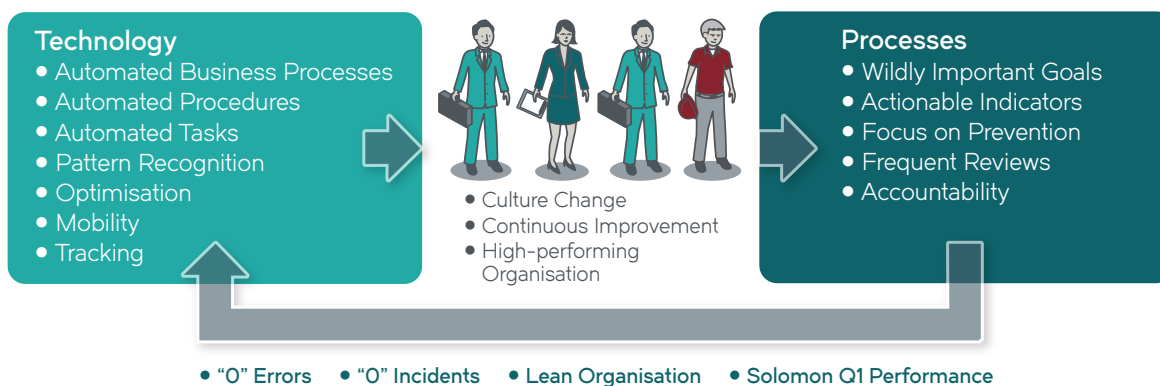 Technology
• Automated Business Processes
• Automated Procedures
• Automated Tasks
• Pattern Recognition
• Optimisation
• Mobility
• Tracking
• Culture Change
• Continuous Improvement
• High-performing
Organisation
Processes
• Wildly Important Goals
• Actionable Indicators
• Focus on Prevention
• Frequent Reviews
• Accountability
• “0” Errors • “0” Incidents • Lean Organisation • Solomon Q1 Performance